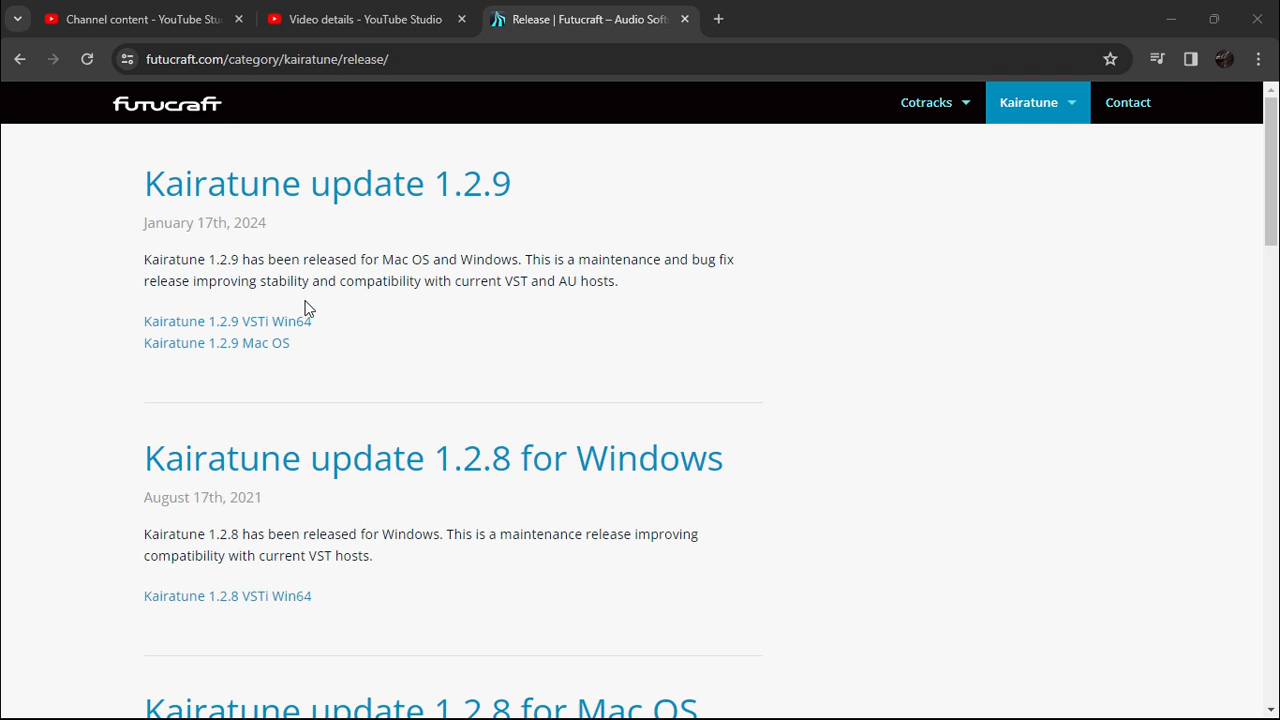 Channel content - YouTube Stu
Video details - YouTube Studio
Release | Futucraft – Audio Soft
futucraft.com/category/kairatune/release/
futucraft
Cotracks
Kairatune
Contact
Kairatune update 1.2.9
January 17th, 2024
Kairatune 1.2.9 has been released for Mac OS and Windows. This is a maintenance and bug fix
release improving stability and compatibility with current VST and AU hosts.
Kairatune 1.2.9 VSTi Win64
Kairatune 1.2.9 Mac OS
Kairatune update 1.2.8 for Windows
August 17th, 2021
Kairatune 1.2.8 has been released for Windows. This is a maintenance release improving
compatibility with current VST hosts.
Kairatune 1.2.8 VSTi Win64
Kairatune update 1.2.8 for Mac OS